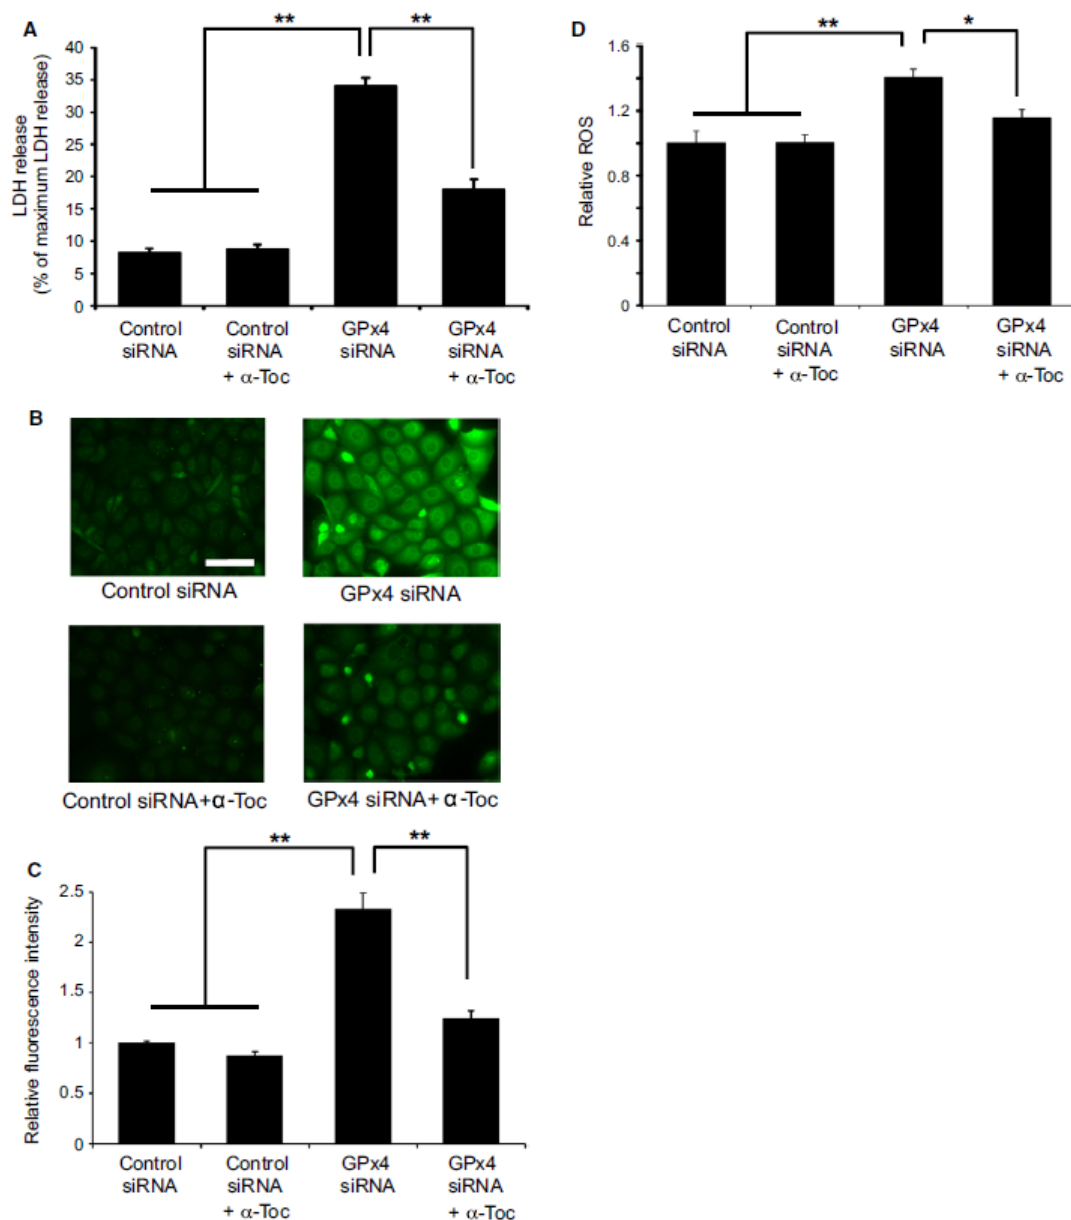 A
**
**
40
35
30
25
20
15
10
5
0
LDH release
(% of maximum LDH release)
Control
siRNA
Control
siRNA
+ α-Toc
GPx4
siRNA
GPx4
siRNA
+ α-Toc
D
**
*
1.6
1.2
0.8
0.4
0
Relative ROS
Control
siRNA
Control
siRNA
+ α-Toc
GPx4
siRNA
GPx4
siRNA
+ α-Toc
B
Control siRNA
GPx4 siRNA
Control siRNA+α-Toc
GPx4 siRNA+ α-Toc
C
**
**
2.5
2
1.5
1
0.5
0
Relative fluorescence intensity
Control
siRNA
Control
siRNA
+ α-Toc
GPx4
siRNA
GPx4
siRNA
+ α-Toc